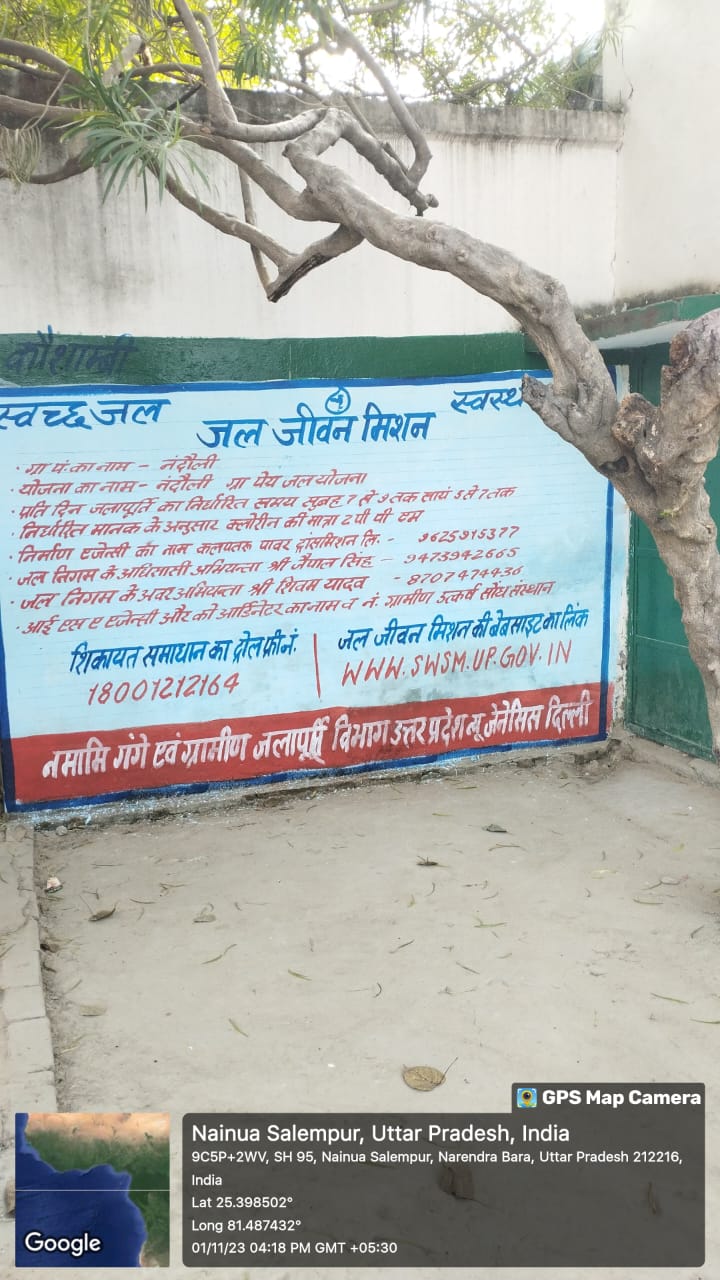 कौशाम्बी
स्वच्छ जल
४
स्वस्थ
जल जीवन मिशन
· ग्रा पं. का नाम - नंदौली
· योजना का नाम - नंदौली ग्रा पेय जल योजना
· प्रति दिन जलापूर्ति का निर्धारित समय सुबह 7 से 9 तक सायं 5 से 7 तक
· निर्धारित मानक के अनुसार क्लोरीन की मात्रा 2 पी पी एम
· निर्माण एजेन्सी का नाम कलपतरू पावर ट्रांसमिशन लि. - 9625915377
· जल निगम के अधिसासी अभियन्ता श्री नैपाल सिंह - 9473942665
· जल निगम के अवर अभियन्ता श्री शिवम यादव - 8707474436
· आई एस ए एजेन्सी और को आर्डिनेटर का नाम व नं. ग्रामीण उत्कर्ष सौध संस्थान
शिकायत समाधान का ट्रोल फ्री नं.
18001212164
जल जीवन मिशन की बेबसाइट का लिंक
WWW.SWSM.UP.GOV.IN
नमामि गंगे एवं ग्रामीण जलापूर्ति विभाग उत्तर प्रदेश न्यू जेनेसिस दिल्ली
GPS Map Camera
Nainua Salempur, Uttar Pradesh, India
9C5P+2WV, SH 95, Nainua Salempur, Narendra Bara, Uttar Pradesh 212216,
India
Lat 25.398502°
Long 81.487432°
01/11/23 04:18 PM GMT +05:30
Google